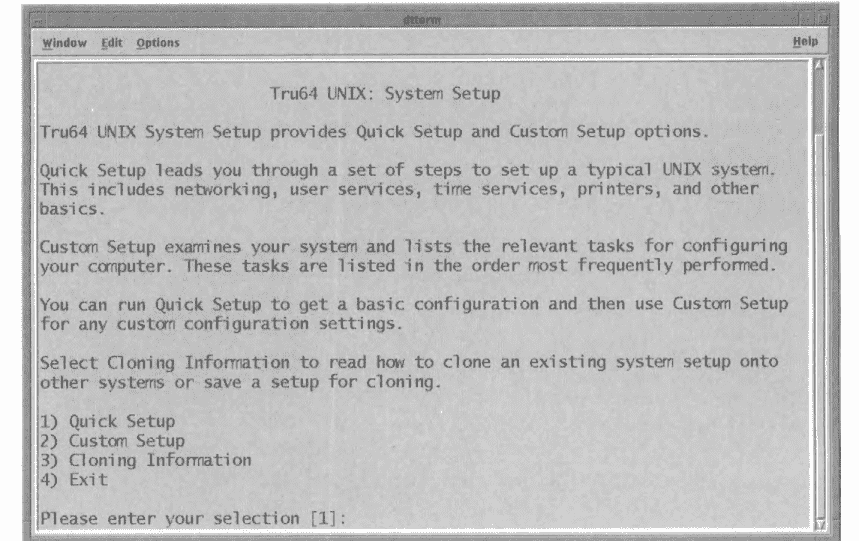 dtterm
Window Edit Options Help
Tru64 UNIX: System Setup
Tru64 UNIX System Setup provides Quick Setup and Custom Setup options.
Quick Setup leads you through a set of steps to set up a typical UNIX system.
This includes networking, user services, time services, printers, and other
basics.
Custom Setup examines your system and lists the relevant tasks for configuring
your computer. These tasks are listed in the order most frequently performed.
You can run Quick Setup to get a basic configuration and then use Custom Setup
for any custom configuration settings.
Select Cloning Information to read how to clone an existing system setup onto
other systems or save a setup for cloning.
1) Quick Setup
2) Custom Setup
3) Cloning Information
4) Exit
Please enter your selection [1]: